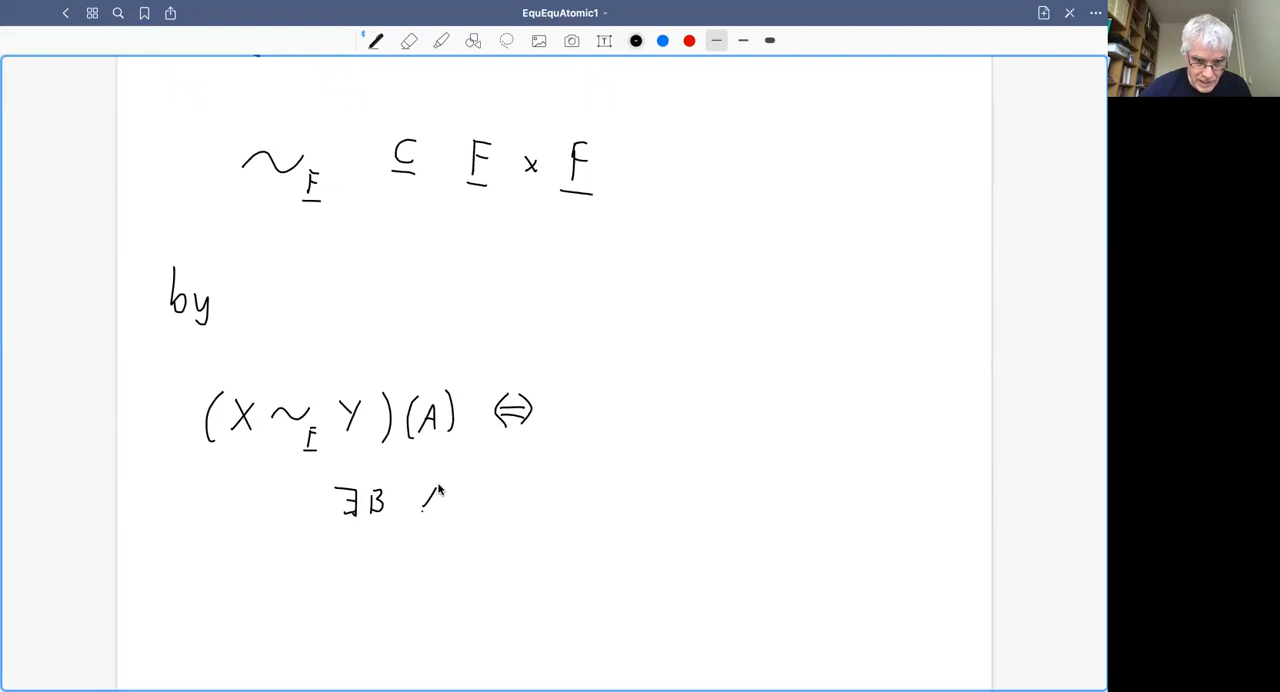 EquEquAtomic1
∼_F ⊆ F × F
by
(X ∼_F Y)(A) ⇔
∃B